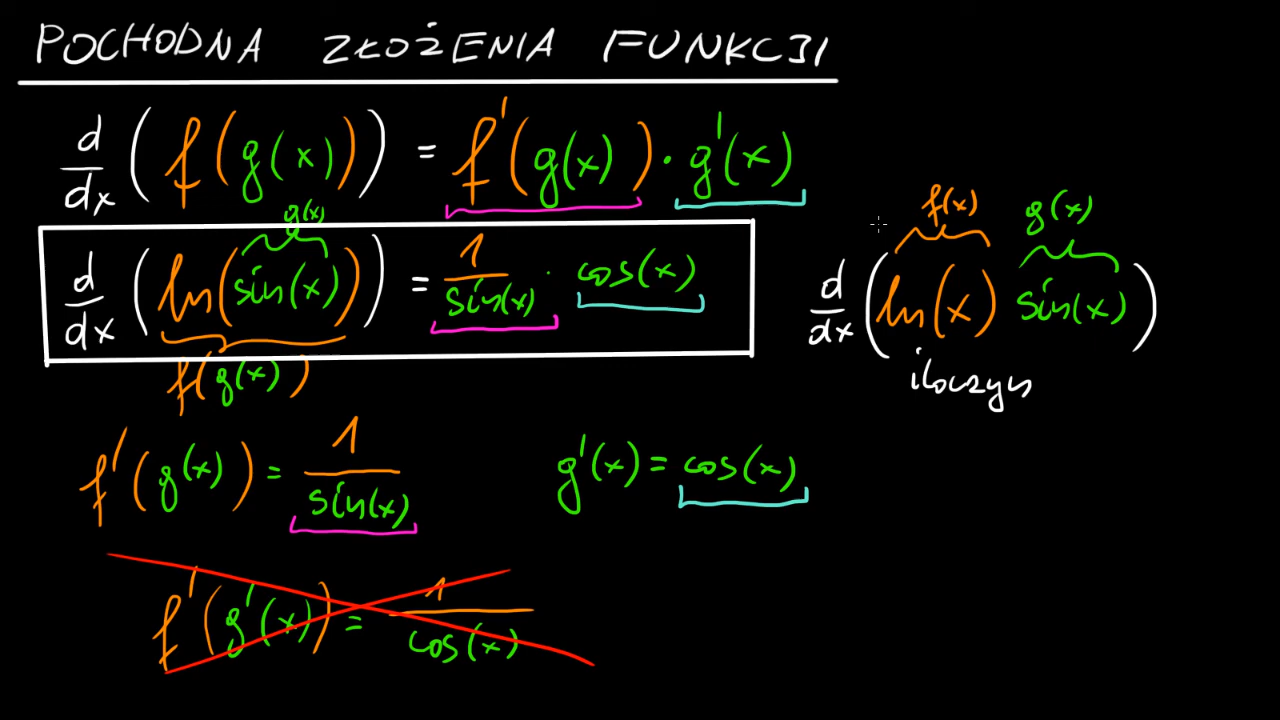 POCHODNA ZŁOŻENIA FUNKCJI
d/dx (f(g(x))) = f'(g(x)) · g'(x)
g(x)
d/dx (ln(sin(x))) = 1/sin(x) · cos(x)
f(g(x))
f(x) g(x)
d/dx (ln(x) sin(x))
iloczyn
f'(g(x)) = 1/sin(x)
g'(x) = cos(x)
f'(g'(x)) = 1/cos(x)